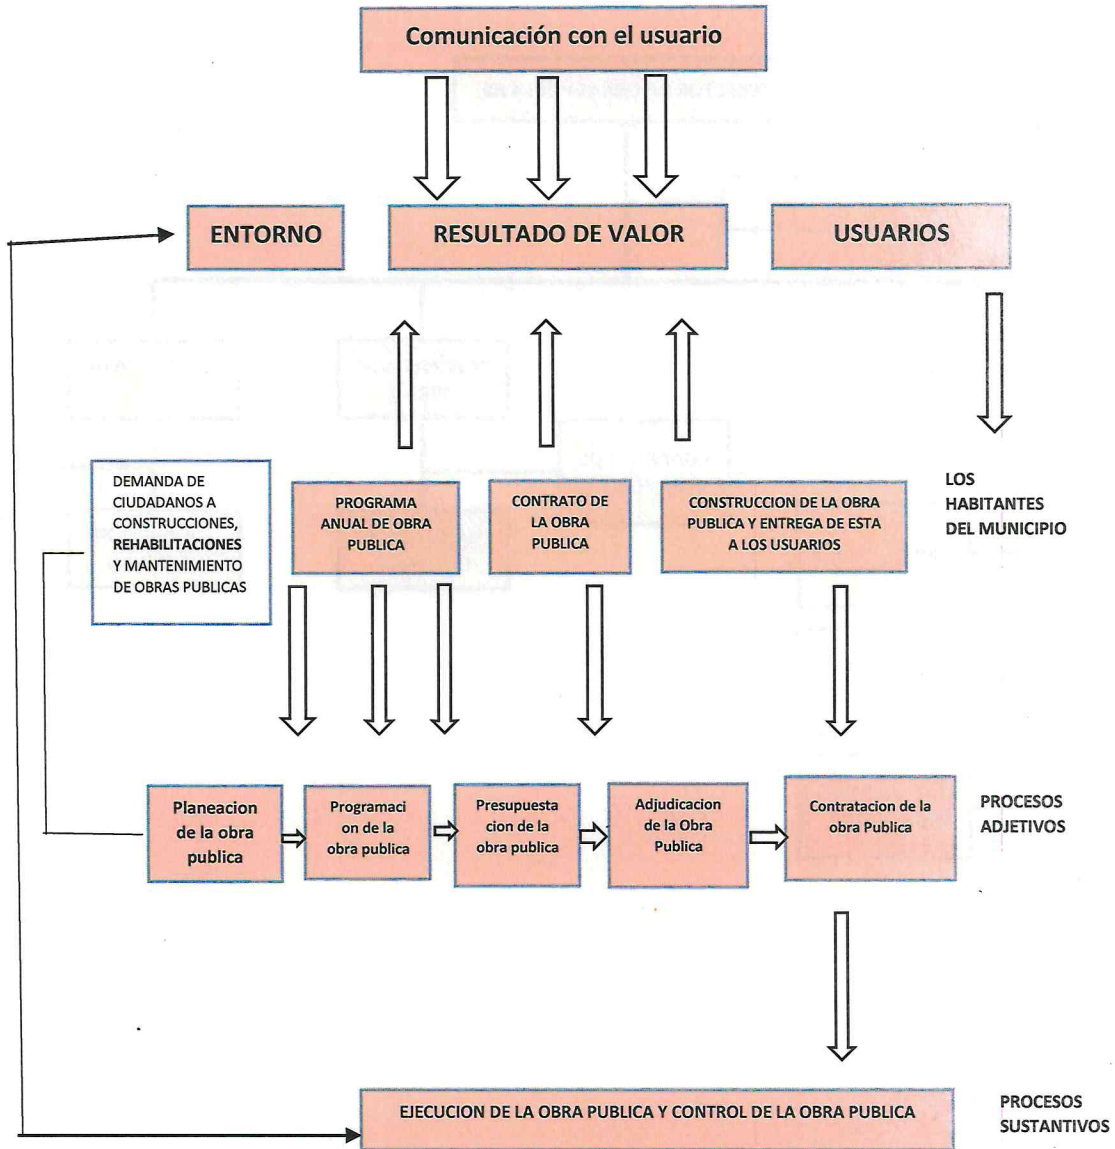 Comunicación con el usuario
ENTORNO
RESULTADO DE VALOR
USUARIOS
DEMANDA DE
CIUDADANOS A
CONSTRUCCIONES,
REHABILITACIONES
Y MANTENIMIENTO
DE OBRAS PUBLICAS
PROGRAMA
ANUAL DE OBRA
PUBLICA
CONTRATO DE
LA OBRA
PUBLICA
CONSTRUCCION DE LA OBRA
PUBLICA Y ENTREGA DE ESTA
A LOS USUARIOS
LOS
HABITANTES
DEL MUNICIPIO
Planeacion
de la obra
publica
Programaci
on de la
obra publica
Presupuesta
cion de la
obra publica
Adjudicacion
de la Obra
Publica
Contratacion de la
obra Publica
PROCESOS
ADJETIVOS
EJECUCION DE LA OBRA PUBLICA Y CONTROL DE LA OBRA PUBLICA
PROCESOS
SUSTANTIVOS